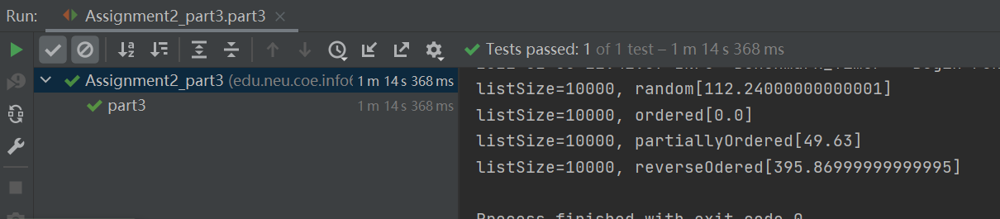 Run: Assignment2_part3.part3
Tests passed: 1 of 1 test – 1 m 14 s 368 ms
Assignment2_part3 (edu.neu.coe.info6 1 m 14 s 368 ms
part3 1 m 14 s 368 ms
listSize=10000, random[112.24000000000001]
listSize=10000, ordered[0.0]
listSize=10000, partiallyOrdered[49.63]
listSize=10000, reverseOdered[395.86999999999995]
Process finished with exit code 0